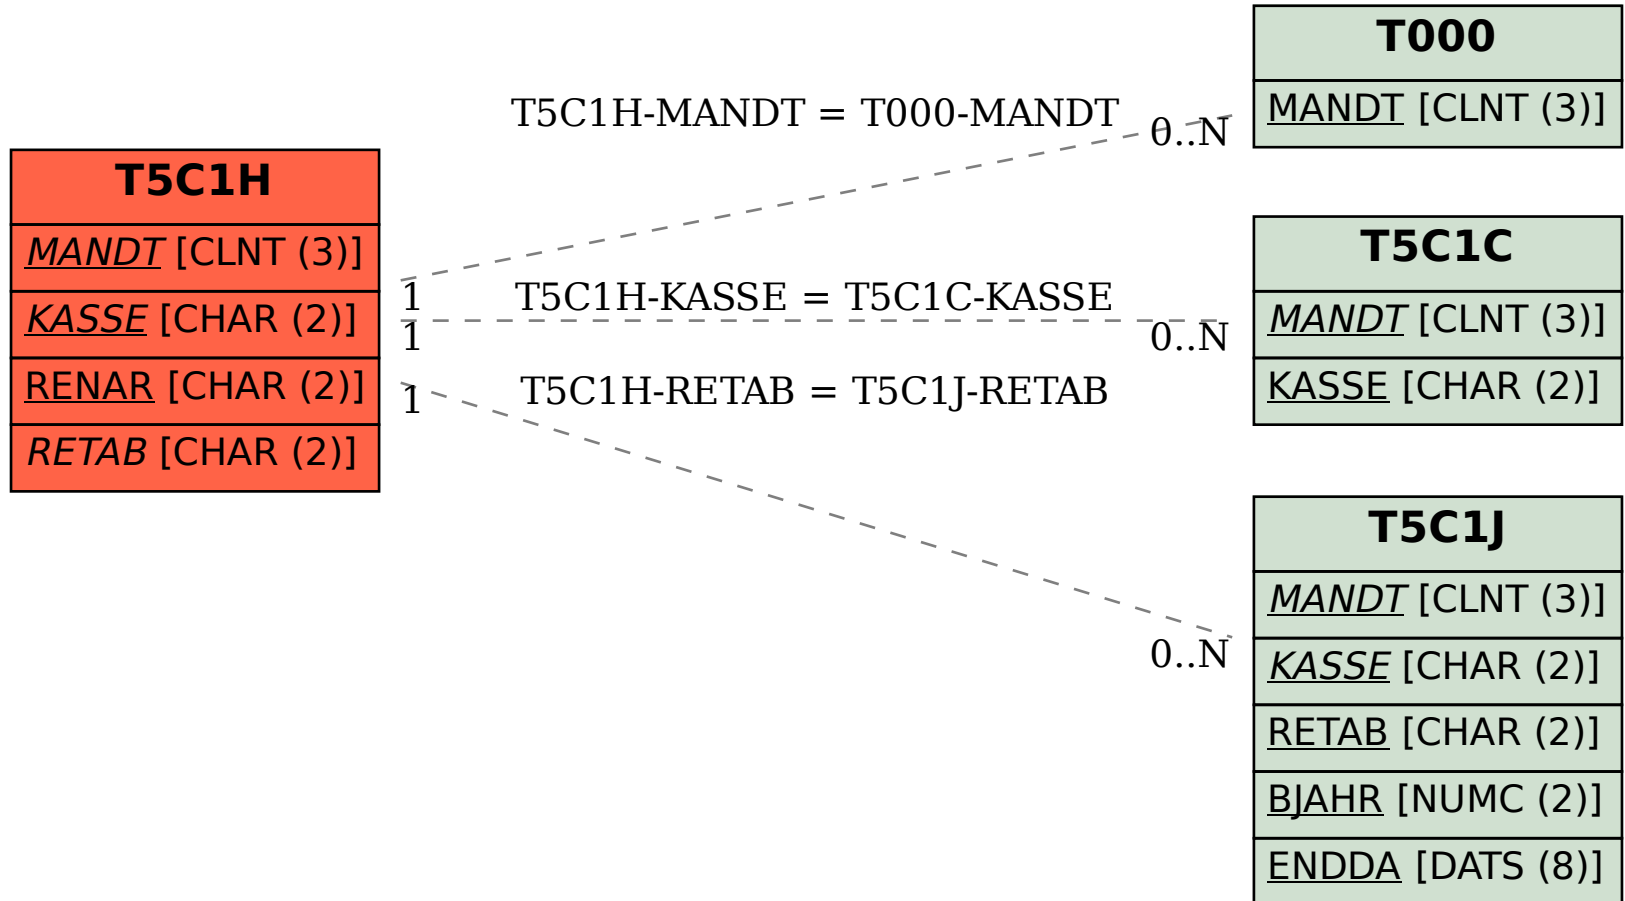 T5C1H
MANDT [CLNT (3)]
KASSE [CHAR (2)]
RENAR [CHAR (2)]
RETAB [CHAR (2)]
T5C1H-MANDT = T000-MANDT
0..N
1
T5C1H-KASSE = T5C1C-KASSE
1
0..N
T5C1H-RETAB = T5C1J-RETAB
1
0..N
T000
MANDT [CLNT (3)]
T5C1C
MANDT [CLNT (3)]
KASSE [CHAR (2)]
T5C1J
MANDT [CLNT (3)]
KASSE [CHAR (2)]
RETAB [CHAR (2)]
BJAHR [NUMC (2)]
ENDDA [DATS (8)]